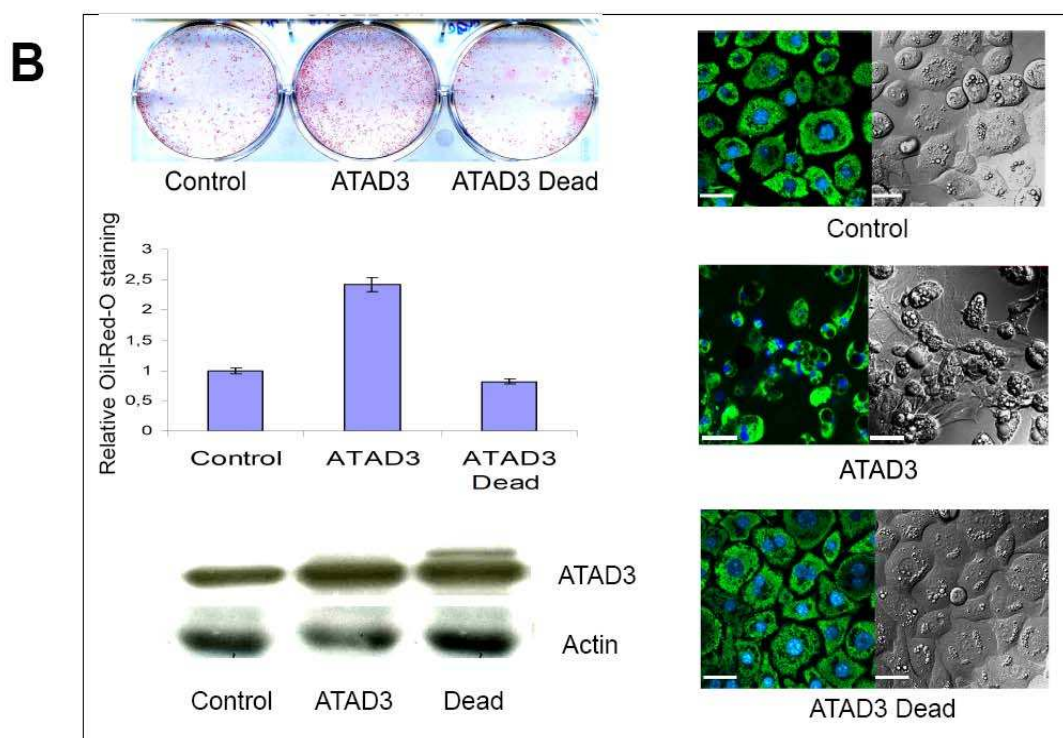 B
Control ATAD3 ATAD3 Dead
Relative Oil-Red-O staining
3
2,5
2
1,5
1
0,5
0
Control ATAD3 ATAD3
Dead
ATAD3
Actin
Control ATAD3 Dead
Control
ATAD3
ATAD3 Dead